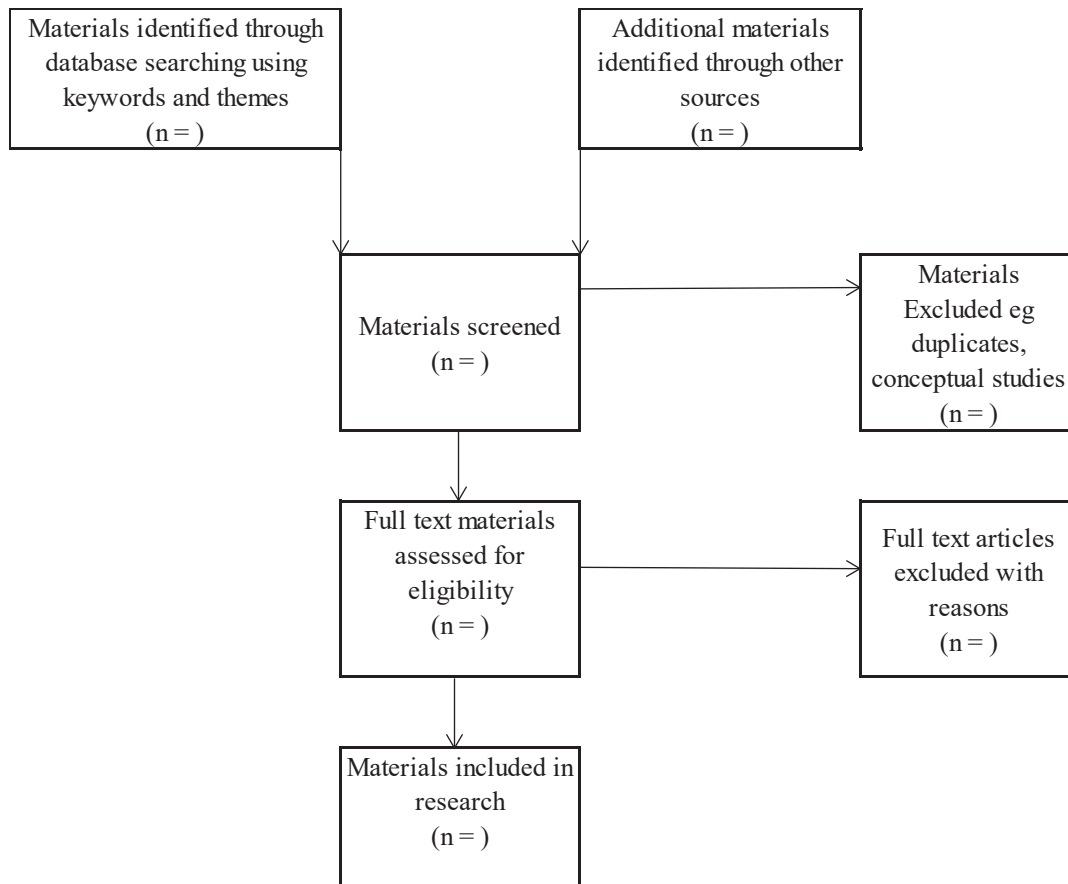 Materials identified through
database searching using
keywords and themes
(n = )
Additional materials
identified through other
sources
(n = )
Materials screened
(n = )
Materials
Excluded eg
duplicates,
conceptual studies
(n = )
Full text materials
assessed for
eligibility
(n = )
Full text articles
excluded with
reasons
(n = )
Materials included in
research
(n = )